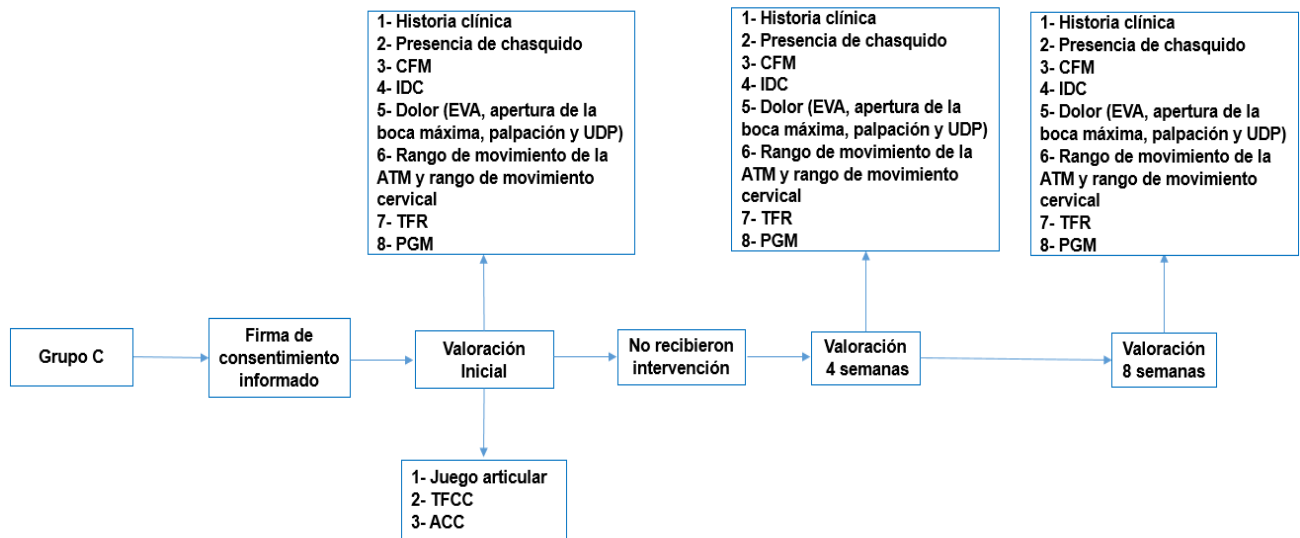 1- Historia clínica
2- Presencia de chasquido
3- CFM
4- IDC
5- Dolor (EVA, apertura de la
boca máxima, palpación y UDP)
6- Rango de movimiento de la
ATM y rango de movimiento
cervical
7- TFR
8- PGM
1- Historia clínica
2- Presencia de chasquido
3- CFM
4- IDC
5- Dolor (EVA, apertura de la
boca máxima, palpación y UDP)
6- Rango de movimiento de la
ATM y rango de movimiento
cervical
7- TFR
8- PGM
1- Historia clínica
2- Presencia de chasquido
3- CFM
4- IDC
5- Dolor (EVA, apertura de la
boca máxima, palpación y UDP)
6- Rango de movimiento de la
ATM y rango de movimiento
cervical
7- TFR
8- PGM
Grupo C
Firma de
consentimiento
informado
Valoración
Inicial
No recibieron
intervención
Valoración
4 semanas
Valoración
8 semanas
1- Juego articular
2- TFCC
3- ACC